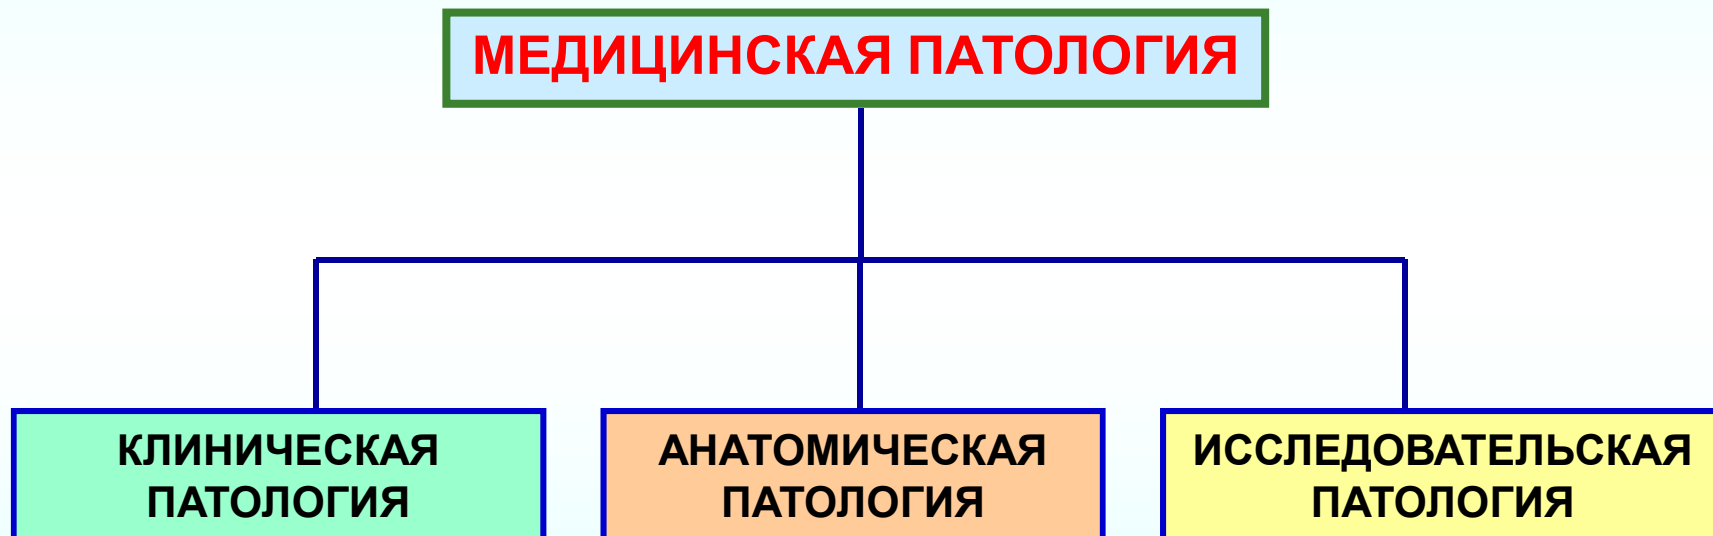 МЕДИЦИНСКАЯ ПАТОЛОГИЯ
КЛИНИЧЕСКАЯ
ПАТОЛОГИЯ
АНАТОМИЧЕСКАЯ
ПАТОЛОГИЯ
ИССЛЕДОВАТЕЛЬСКАЯ
ПАТОЛОГИЯ